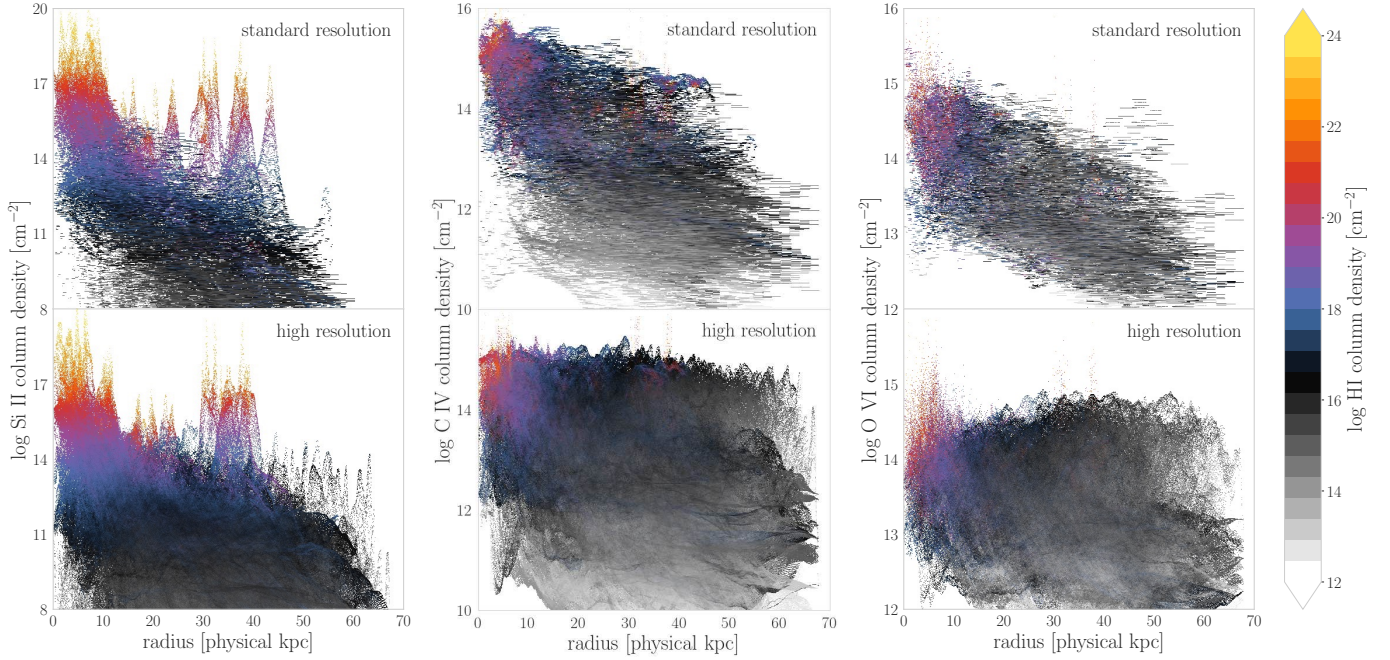 20
17
14
11
8
standard resolution
17
14
11
8
high resolution
0 10 20 30 40 50 60 70
radius [physical kpc]
log Si II column density [cm⁻²]
16
14
12
10
standard resolution
14
12
10
high resolution
0 10 20 30 40 50 60 70
radius [physical kpc]
log C IV column density [cm⁻²]
16
15
14
13
12
standard resolution
15
14
13
12
high resolution
0 10 20 30 40 50 60 70
radius [physical kpc]
log O VI column density [cm⁻²]
24
22
20
18
16
14
12
log HI column density [cm⁻²]